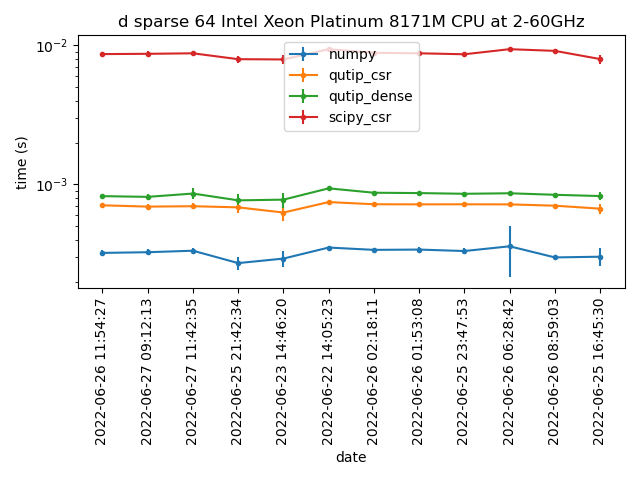 d sparse 64 Intel Xeon Platinum 8171M CPU at 2-60GHz
numpy
qutip_csr
qutip_dense
scipy_csr
time (s)
10^-2
10^-3
2022-06-26 11:54:27
2022-06-27 09:12:13
2022-06-27 11:42:35
2022-06-25 21:42:34
2022-06-23 14:46:20
2022-06-22 14:05:23
2022-06-26 02:18:11
2022-06-26 01:53:08
2022-06-25 23:47:53
2022-06-26 06:28:42
2022-06-26 08:59:03
2022-06-25 16:45:30
date